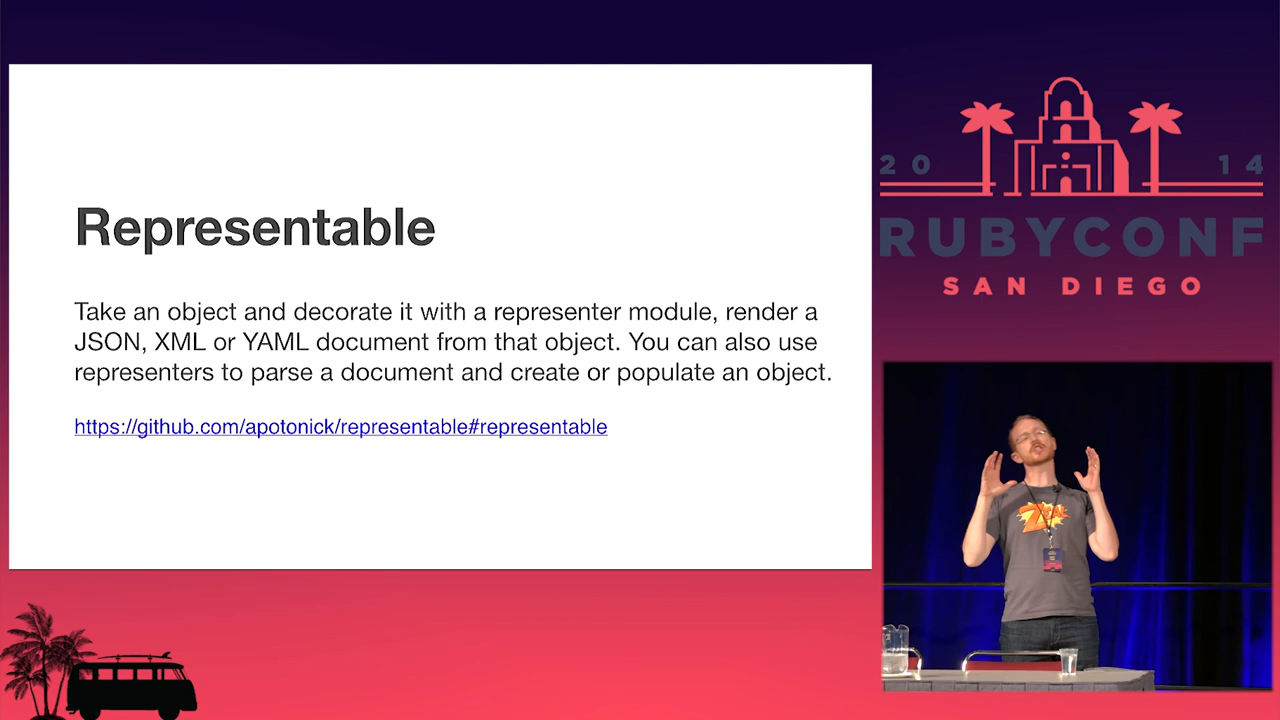 Representable
Take an object and decorate it with a representer module, render a
JSON, XML or YAML document from that object. You can also use
representers to parse a document and create or populate an object.
https://github.com/apotonick/representable#representable
20 14
RUBYCONF
SAN DIEGO